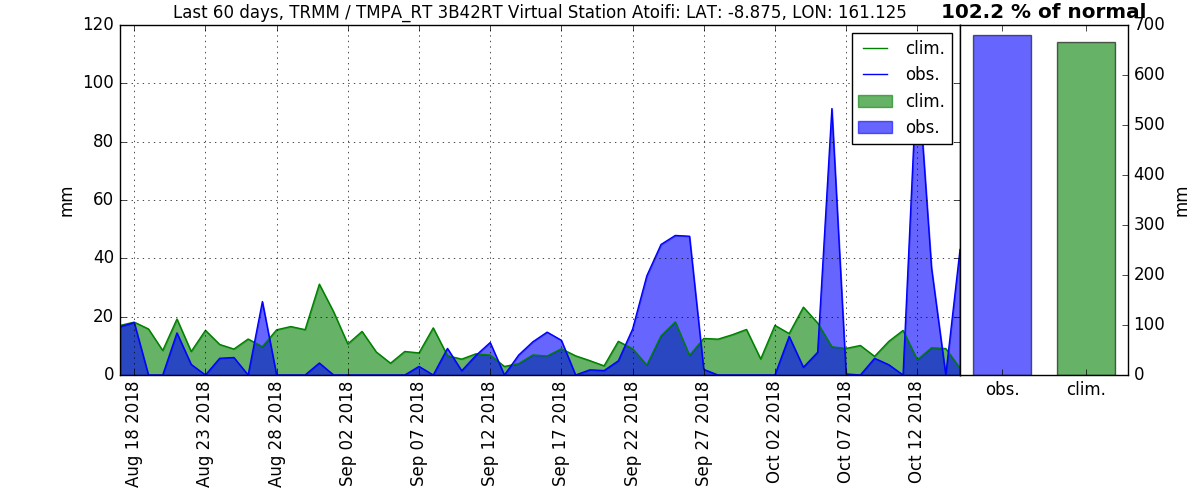 Last 60 days, TRMM / TMPA_RT 3B42RT Virtual Station Atoifi: LAT: -8.875, LON: 161.125
102.2 % of normal
120
100
80
60
40
20
0
mm
clim.
obs.
clim.
obs.
700
600
500
400
300
200
100
0
mm
Aug 18 2018
Aug 23 2018
Aug 28 2018
Sep 02 2018
Sep 07 2018
Sep 12 2018
Sep 17 2018
Sep 22 2018
Sep 27 2018
Oct 02 2018
Oct 07 2018
Oct 12 2018
obs.
clim.